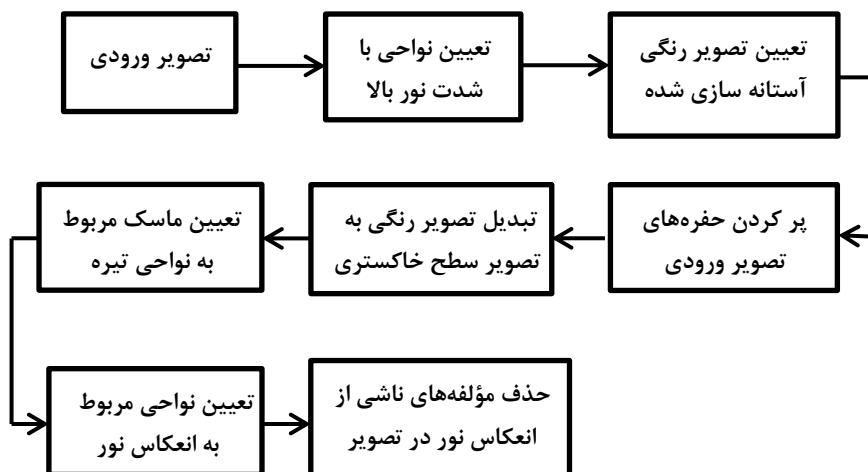 تصویر ورودی
تعیین نواحی با
شدت نور بالا
تعیین تصویر رنگی
آستانه سازی شده
پر کردن حفره‌های
تصویر ورودی
تبدیل تصویر رنگی به
تصویر سطح خاکستری
تعیین ماسک مربوط
به نواحی تیره
تعیین نواحی مربوط
به انعکاس نور
حذف مؤلفه‌های ناشی از
انعکاس نور در تصویر